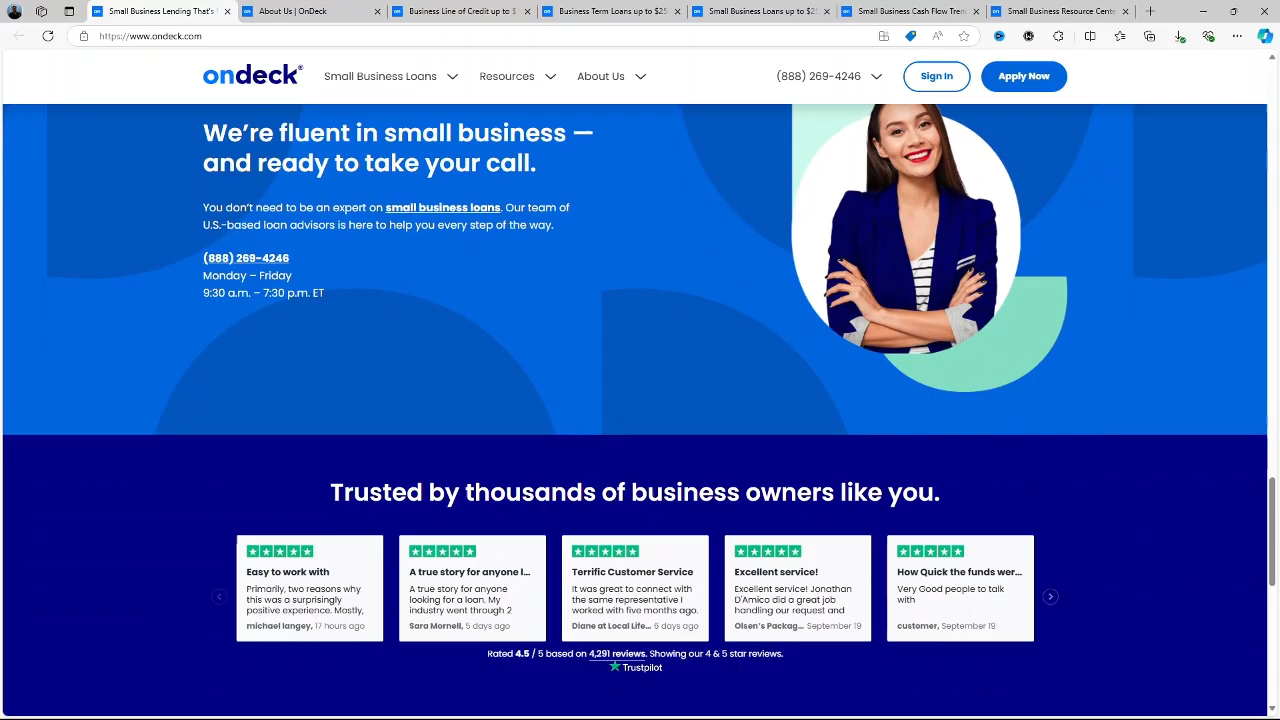 Small Business Lending That's
About Us | OnDeck
Business Line of Credit up to $
Business Term Loans up to $25
Small Business Loans up to $25
Small Business Cash Flow Tren
Small Business Resource Cente
https://www.ondeck.com
ondeck®
Small Business Loans
Resources
About Us
(888) 269-4246
Sign In
Apply Now
We're fluent in small business —
and ready to take your call.
You don't need to be an expert on small business loans. Our team of
U.S.-based loan advisors is here to help you every step of the way.
(888) 269-4246
Monday – Friday
9:30 a.m. – 7:30 p.m. ET
Trusted by thousands of business owners like you.
Easy to work with
Primarily, two reasons why
this was a surprisingly
positive experience. Mostly,
michael langey, 17 hours ago
A true story for anyone l...
A true story for anyone
looking for a loan. My
industry went through 2
Sara Mornell, 5 days ago
Terrific Customer Service
It was great to connect with
the same representative I
worked with five months ago.
Diane at Local Life... 6 days ago
Excellent service!
Excellent service! Jonathan
D'Amico did a great job
handling our request and
Olsen's Packag... September 19
How Quick the funds wer...
Very Good people to talk
with
customer, September 19
Rated 4.5 / 5 based on 4,291 reviews. Showing our 4 & 5 star reviews.
Trustpilot